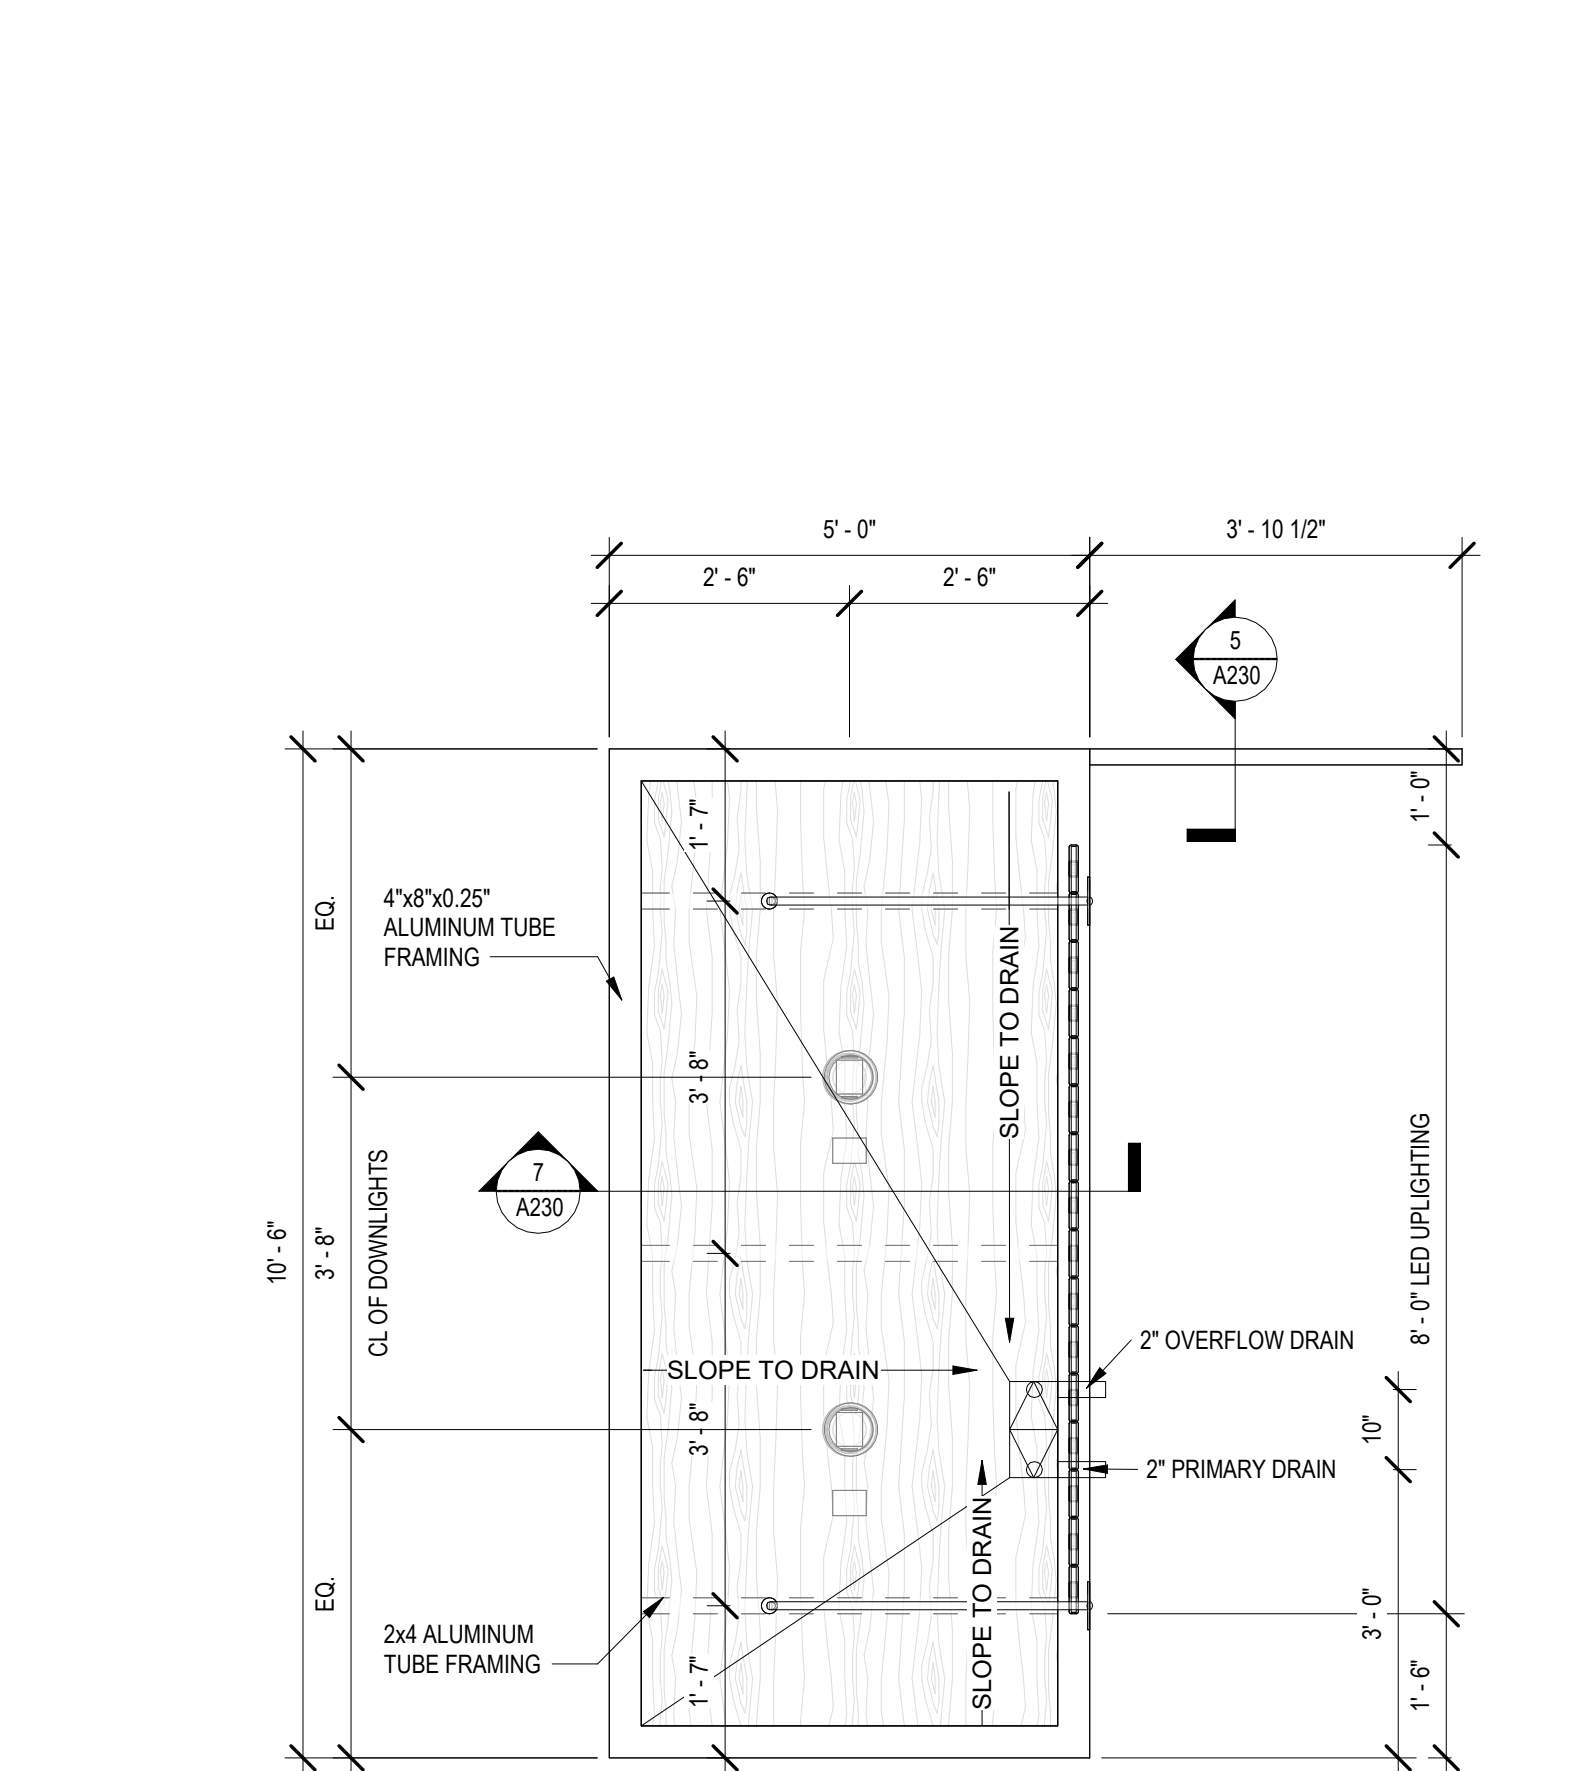 5' - 0"
3' - 10 1/2"
2' - 6"
2' - 6"
5
A230
1' - 0"
1' - 7"
EQ.
4"x8"x0.25"
ALUMINUM TUBE
FRAMING
SLOPE TO DRAIN
3' - 8"
7
A230
CL OF DOWNLIGHTS
10' - 6"
3' - 8"
8' - 0" LED UPLIGHTING
2" OVERFLOW DRAIN
SLOPE TO DRAIN
3' - 8"
10"
2" PRIMARY DRAIN
SLOPE TO DRAIN
EQ.
3' - 0"
2x4 ALUMINUM
TUBE FRAMING
1' - 7"
1' - 6"